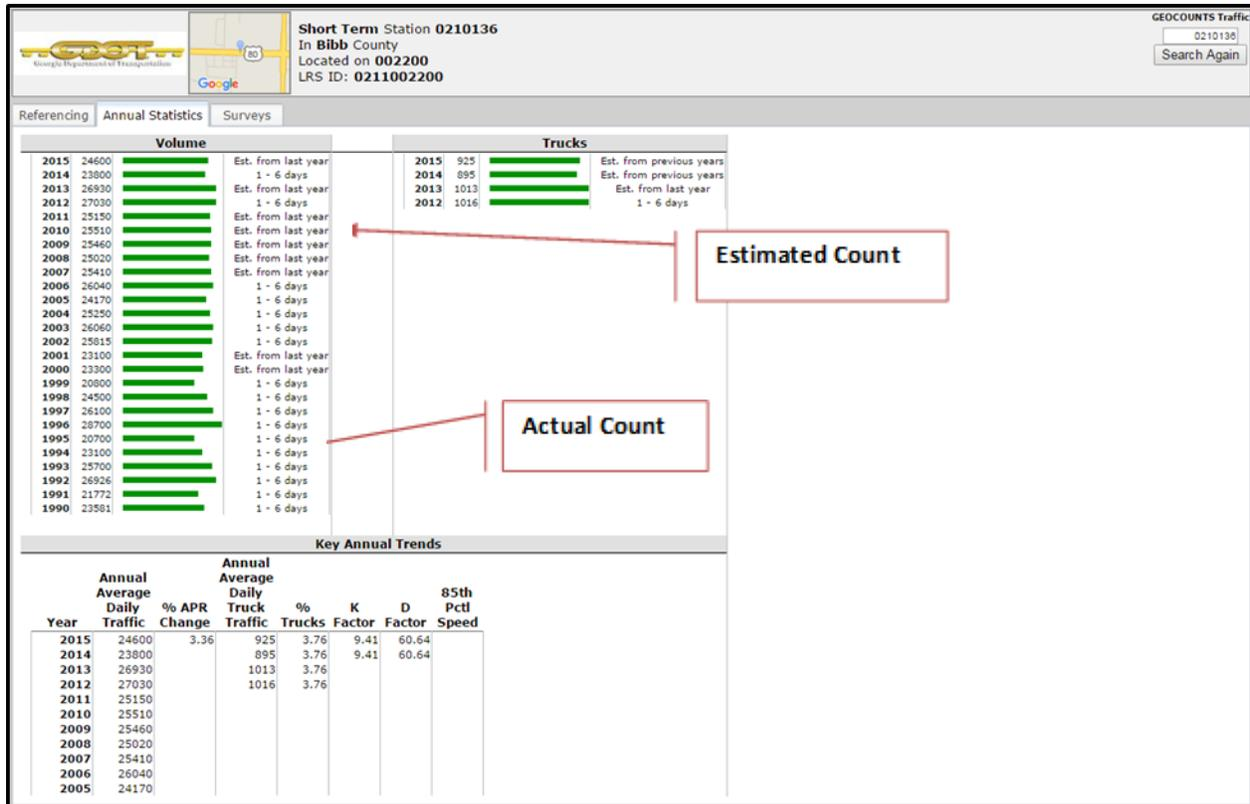 GDOT
Georgia Department of Transportation
80
Google
Short Term Station 0210136
In Bibb County
Located on 002200
LRS ID: 0211002200
GEOCOUNTS Traffic
0210136
Search Again
Referencing Annual Statistics Surveys
Volume
2015 24600 Est. from last year
2014 23800 1 - 6 days
2013 26930 Est. from last year
2012 27030 1 - 6 days
2011 25150 Est. from last year
2010 25510 Est. from last year
2009 25460 Est. from last year
2008 25020 Est. from last year
2007 25410 Est. from last year
2006 26040 1 - 6 days
2005 24170 1 - 6 days
2004 25250 1 - 6 days
2003 26060 1 - 6 days
2002 25815 1 - 6 days
2001 23100 Est. from last year
2000 23300 Est. from last year
1999 20800 1 - 6 days
1998 24500 1 - 6 days
1997 26100 1 - 6 days
1996 28700 1 - 6 days
1995 20700 1 - 6 days
1994 23100 1 - 6 days
1993 25700 1 - 6 days
1992 26926 1 - 6 days
1991 21772 1 - 6 days
1990 23581 1 - 6 days
Trucks
2015 925 Est. from previous years
2014 895 Est. from previous years
2013 1013 Est. from last year
2012 1016 1 - 6 days
Estimated Count
Actual Count
Key Annual Trends
Year
Annual
Average
Daily
Traffic
% APR
Change
Annual
Average
Daily
Truck
Traffic
%
Trucks
K
Factor
D
Factor
85th
Pctl
Speed
2015 24600 3.36 925 3.76 9.41 60.64
2014 23800 895 3.76 9.41 60.64
2013 26930 1013 3.76
2012 27030 1016 3.76
2011 25150
2010 25510
2009 25460
2008 25020
2007 25410
2006 26040
2005 24170